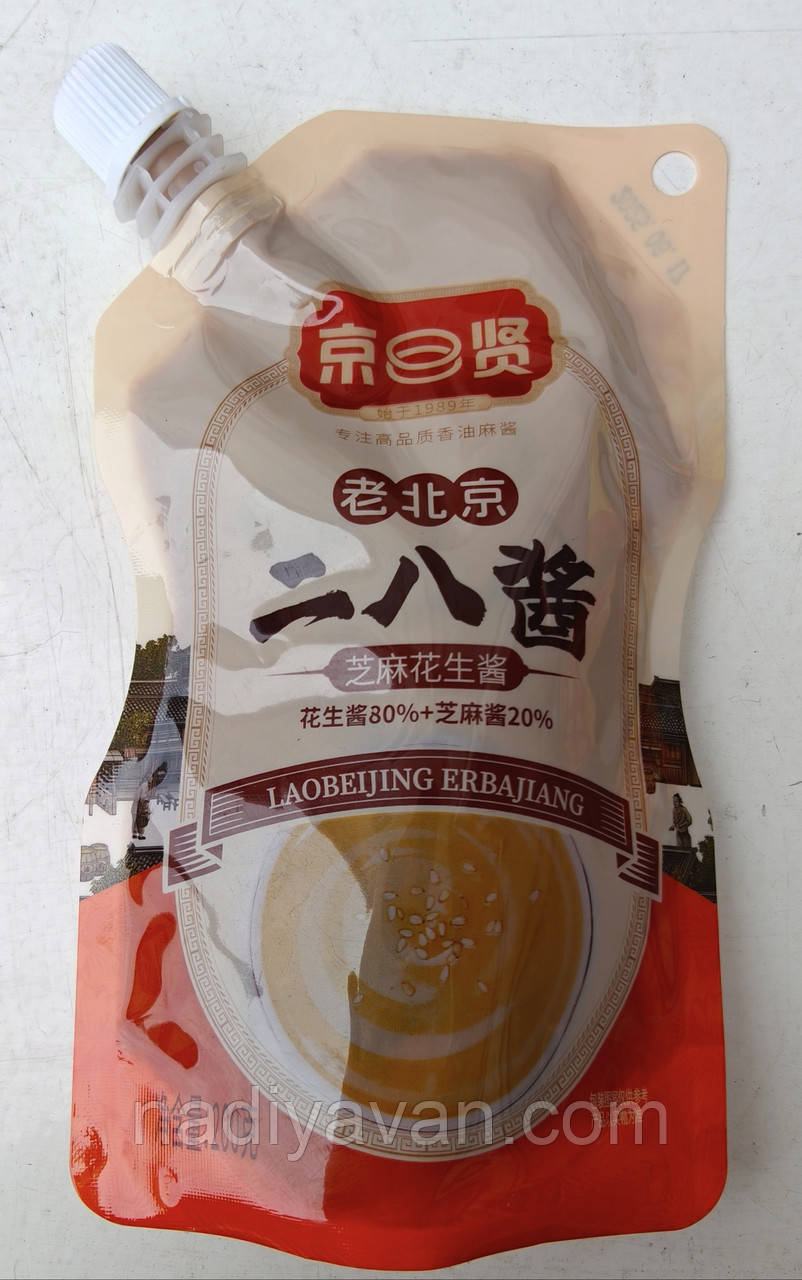 京日贤
始于1989年
专注高品质香油麻酱
老北京
二八酱
芝麻花生酱
花生酱80%+芝麻酱20%
LAOBEIJING ERBAJIANG
nadiyavan.com